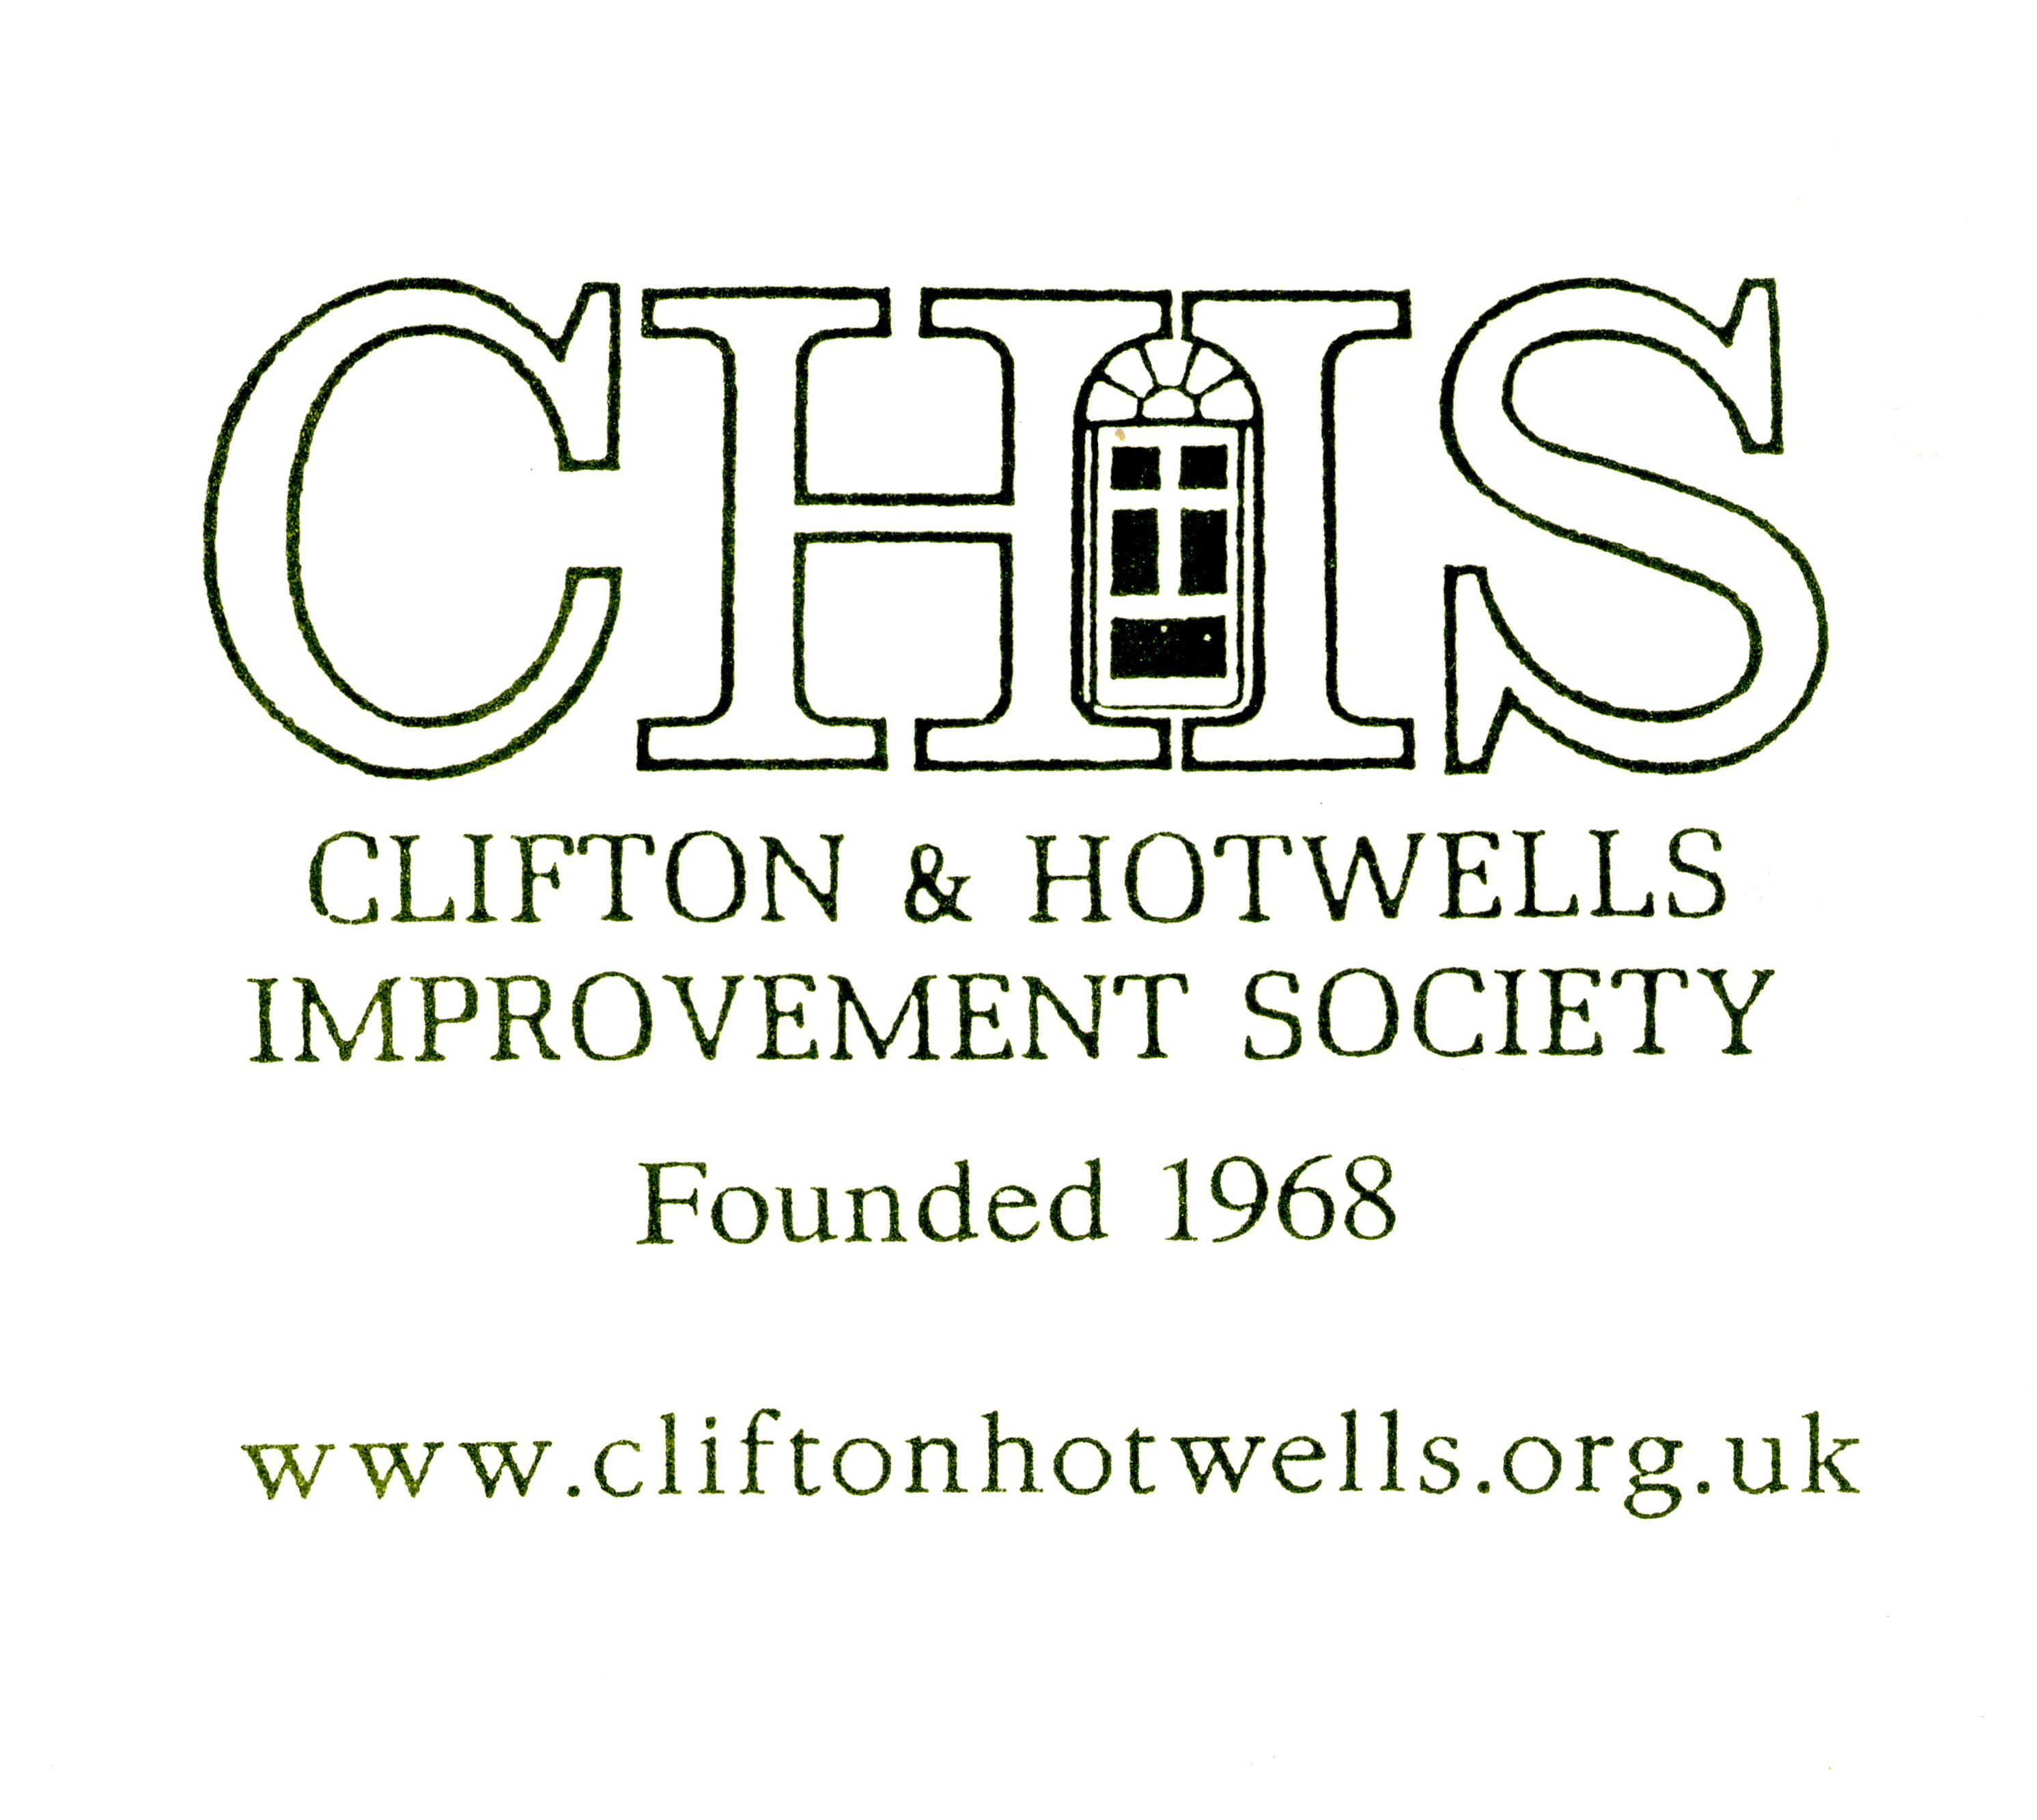 CHIS
CLIFTON & HOTWELLS
IMPROVEMENT SOCIETY
Founded 1968
www.cliftonhotwells.org.uk